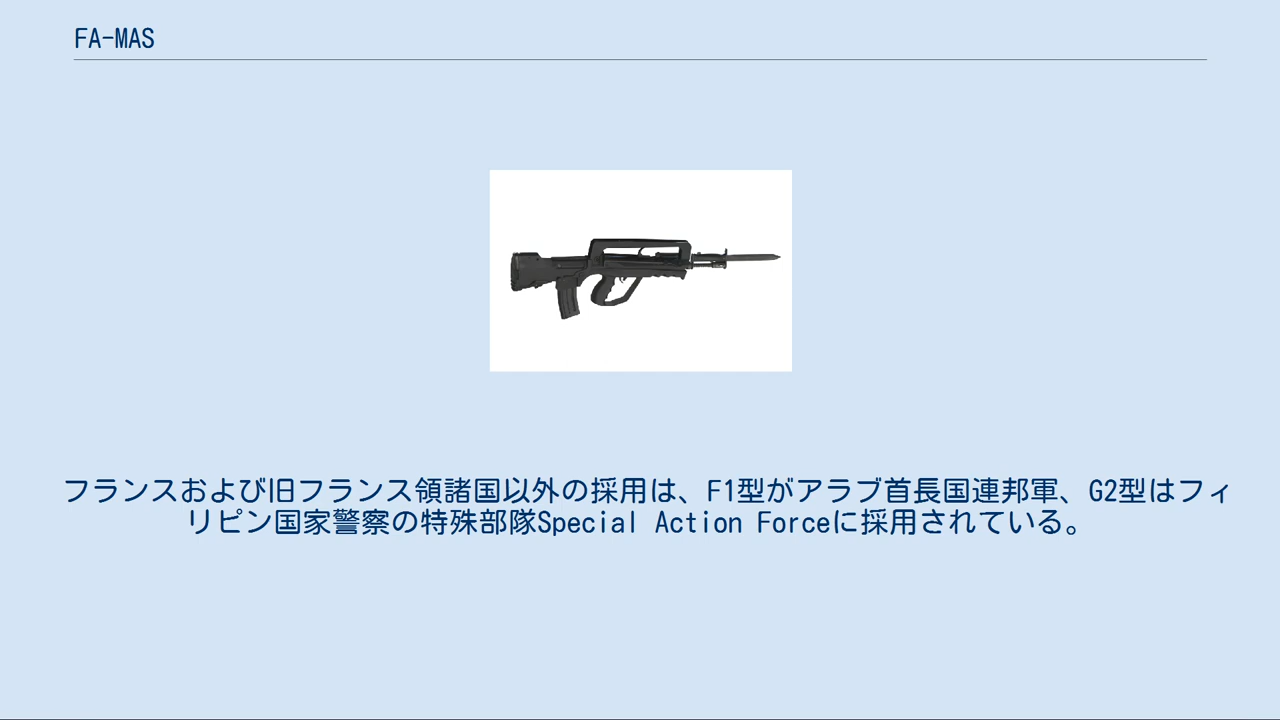 FA-MAS
フランスおよび旧フランス領諸国以外の採用は、F1型がアラブ首長国連邦軍、G2型はフィ
リピン国家警察の特殊部隊Special Action Forceに採用されている。